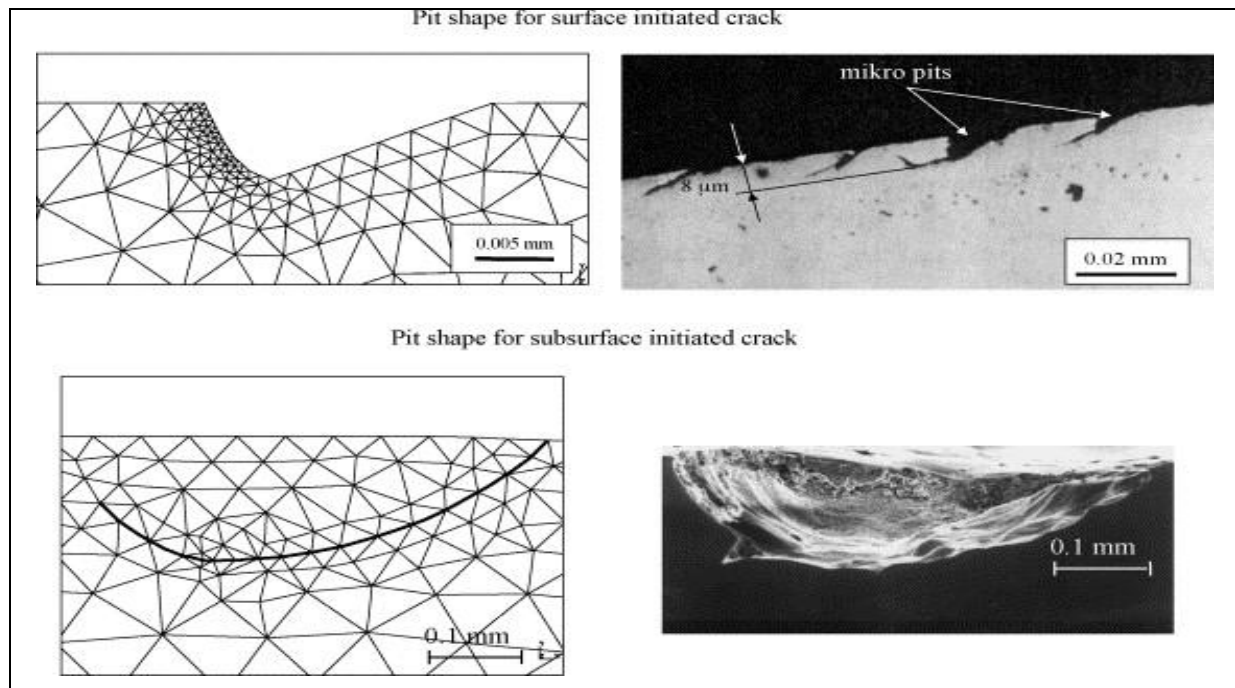 Pit shape for surface initiated crack
mikro pits
8 μm
0.005 mm
0.02 mm
Pit shape for subsurface initiated crack
0.1 mm
0.1 mm